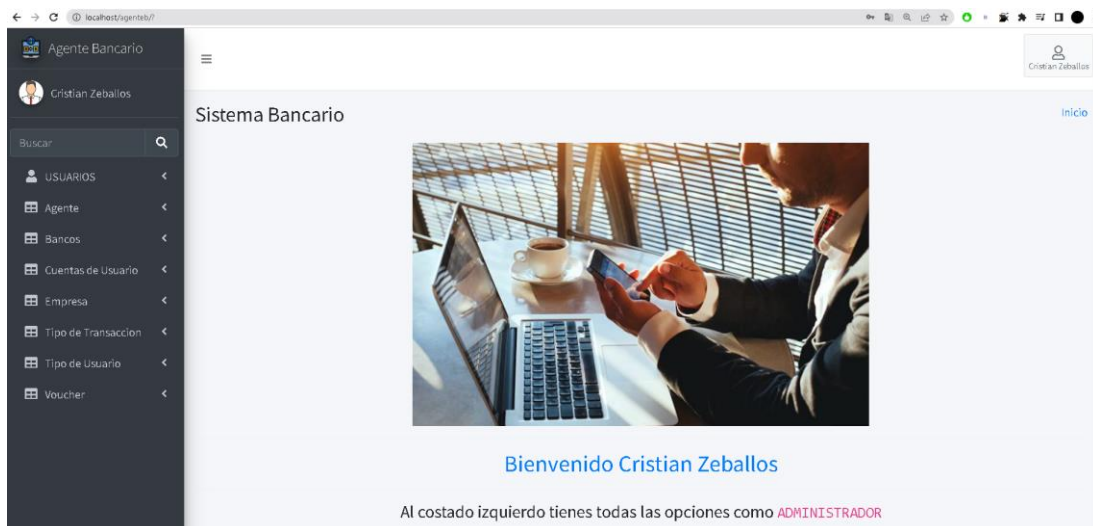 localhost/agenteb/?
Agente Bancario
Cristian Zeballos
Cristian Zeballos
Buscar
USUARIOS
Agente
Bancos
Cuentas de Usuario
Empresa
Tipo de Transaccion
Tipo de Usuario
Voucher
Sistema Bancario
Inicio
Bienvenido Cristian Zeballos
Al costado izquierdo tienes todas las opciones como ADMINISTRADOR